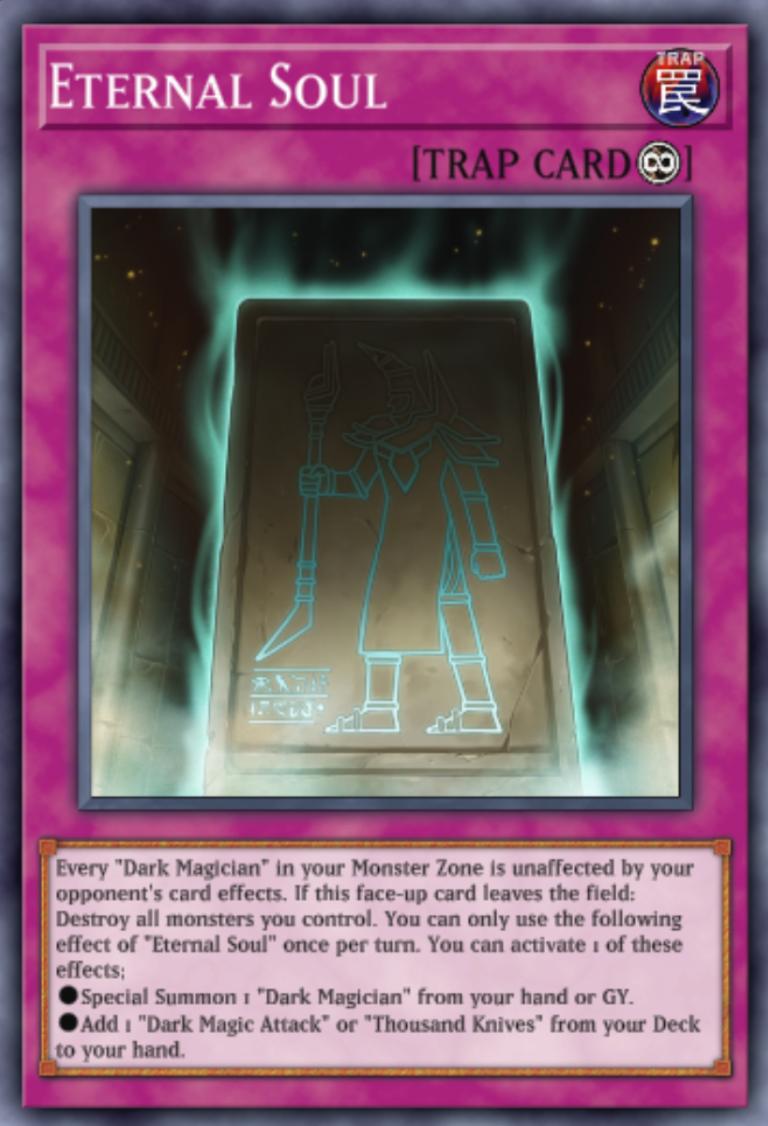 ETERNAL SOUL
TRAP
罠
[TRAP CARD]
Every "Dark Magician" in your Monster Zone is unaffected by your
opponent's card effects. If this face-up card leaves the field:
Destroy all monsters you control. You can only use the following
effect of "Eternal Soul" once per turn. You can activate 1 of these
effects;
●Special Summon 1 "Dark Magician" from your hand or GY.
●Add 1 "Dark Magic Attack" or "Thousand Knives" from your Deck
to your hand.